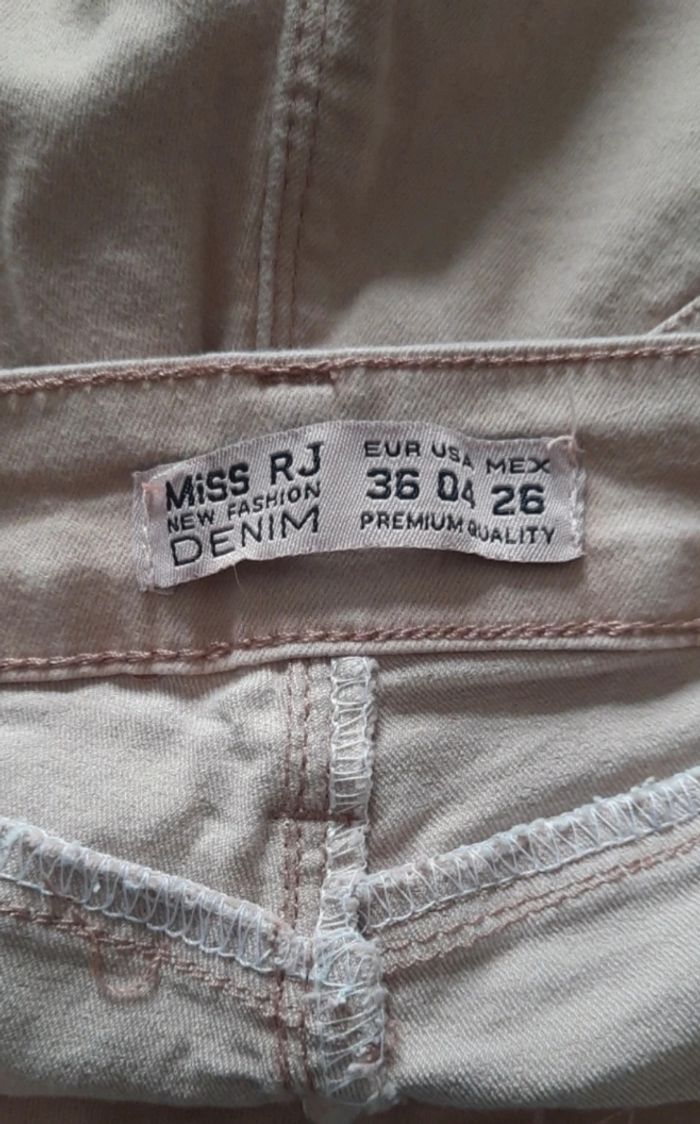 MiSS RJ
NEW FASHION
DENIM
EUR USA MEX
36 04 26
PREMIUM QUALITY